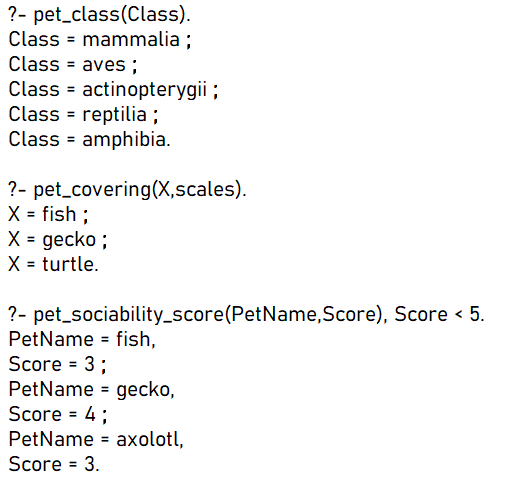 ?- pet_class(Class).
Class = mammalia ;
Class = aves ;
Class = actinopterygii ;
Class = reptilia ;
Class = amphibia.
?- pet_covering(X,scales).
X = fish ;
X = gecko ;
X = turtle.
?- pet_sociability_score(PetName,Score), Score < 5.
PetName = fish,
Score = 3 ;
PetName = gecko,
Score = 4 ;
PetName = axolotl,
Score = 3.